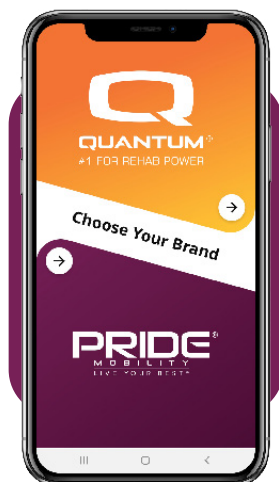 QUANTUM®
#1 FOR REHAB POWER
Choose Your Brand
PRIDE®
MOBILITY
LIVE YOUR BEST®